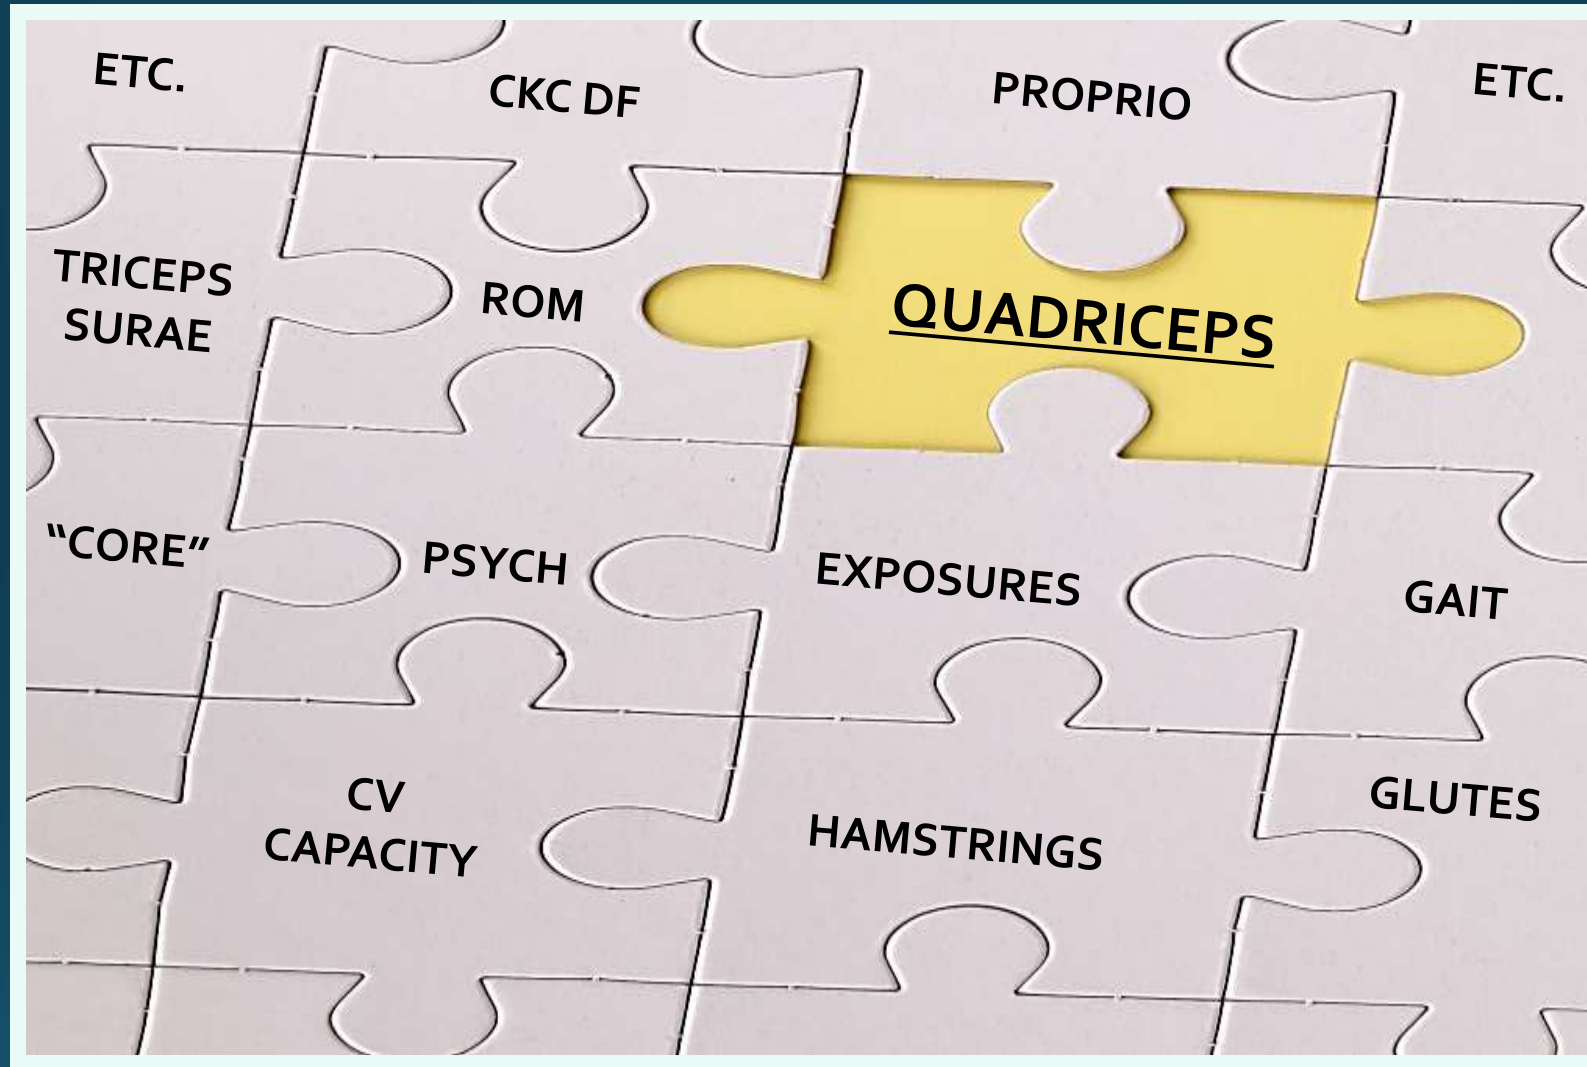 ETC.
CKC DF
PROPRIO
ETC.
TRICEPS
SURAE
ROM
QUADRICEPS
“CORE”
PSYCH
EXPOSURES
GAIT
CV
CAPACITY
HAMSTRINGS
GLUTES